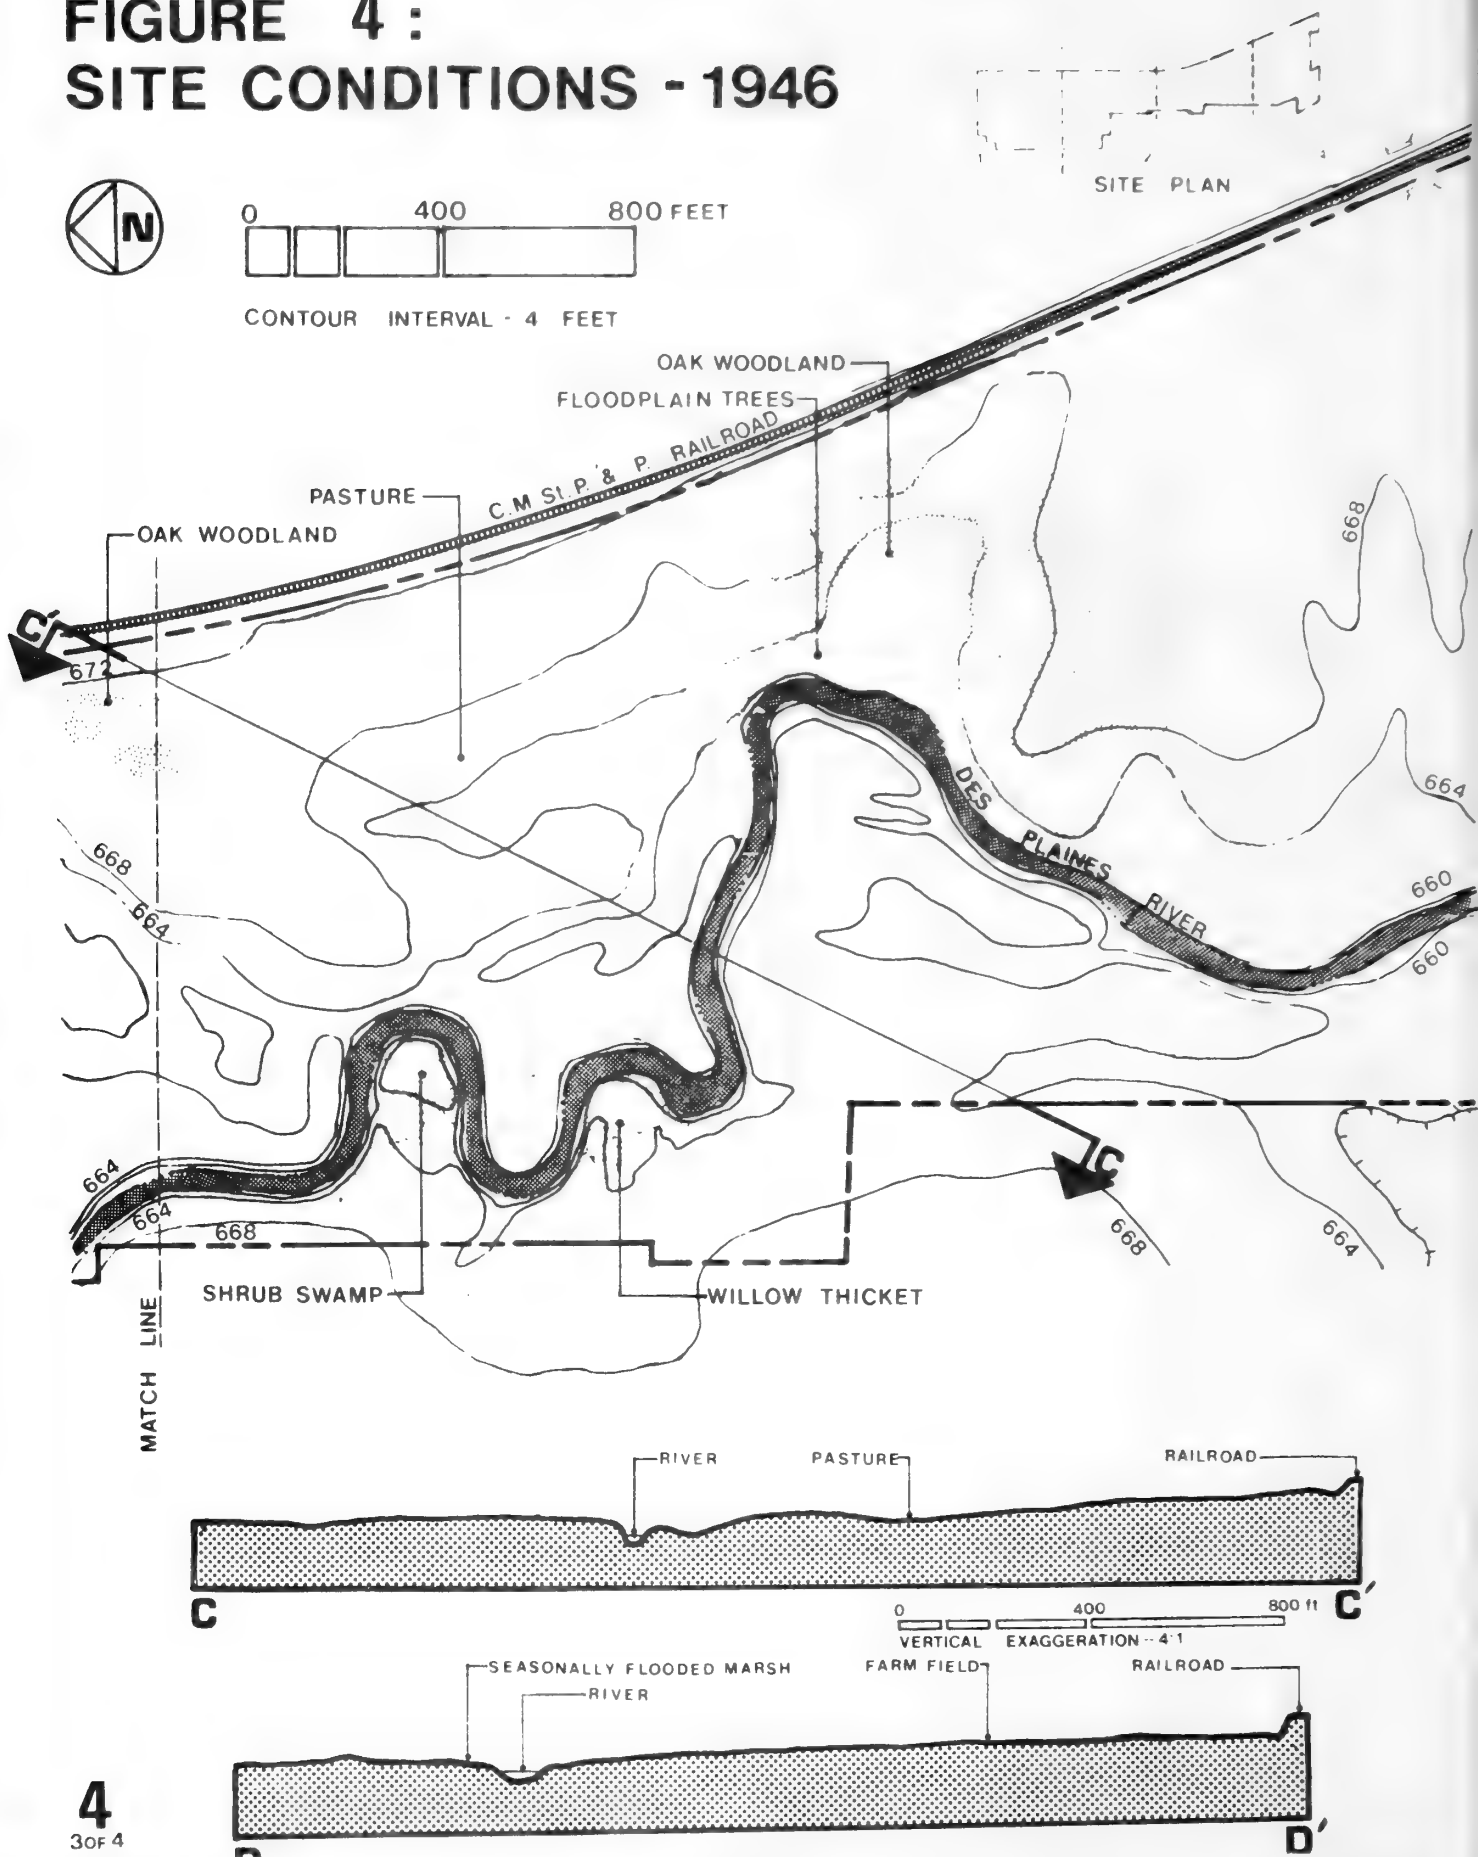 FIGURE 4 :
SITE CONDITIONS - 1946
SITE PLAN
N
0 400 800 FEET
CONTOUR INTERVAL - 4 FEET
OAK WOODLAND
FLOODPLAIN TREES
C.M St. P. & P. RAILROAD
PASTURE
OAK WOODLAND
668
C'
672
DES PLAINES RIVER
664
668
664
660
660
664
664
668
C
668
664
SHRUB SWAMP
WILLOW THICKET
MATCH LINE
RIVER PASTURE RAILROAD
C C'
0 400 800 ft
VERTICAL EXAGGERATION -- 4:1
SEASONALLY FLOODED MARSH FARM FIELD RAILROAD
RIVER
4
3 OF 4
D'